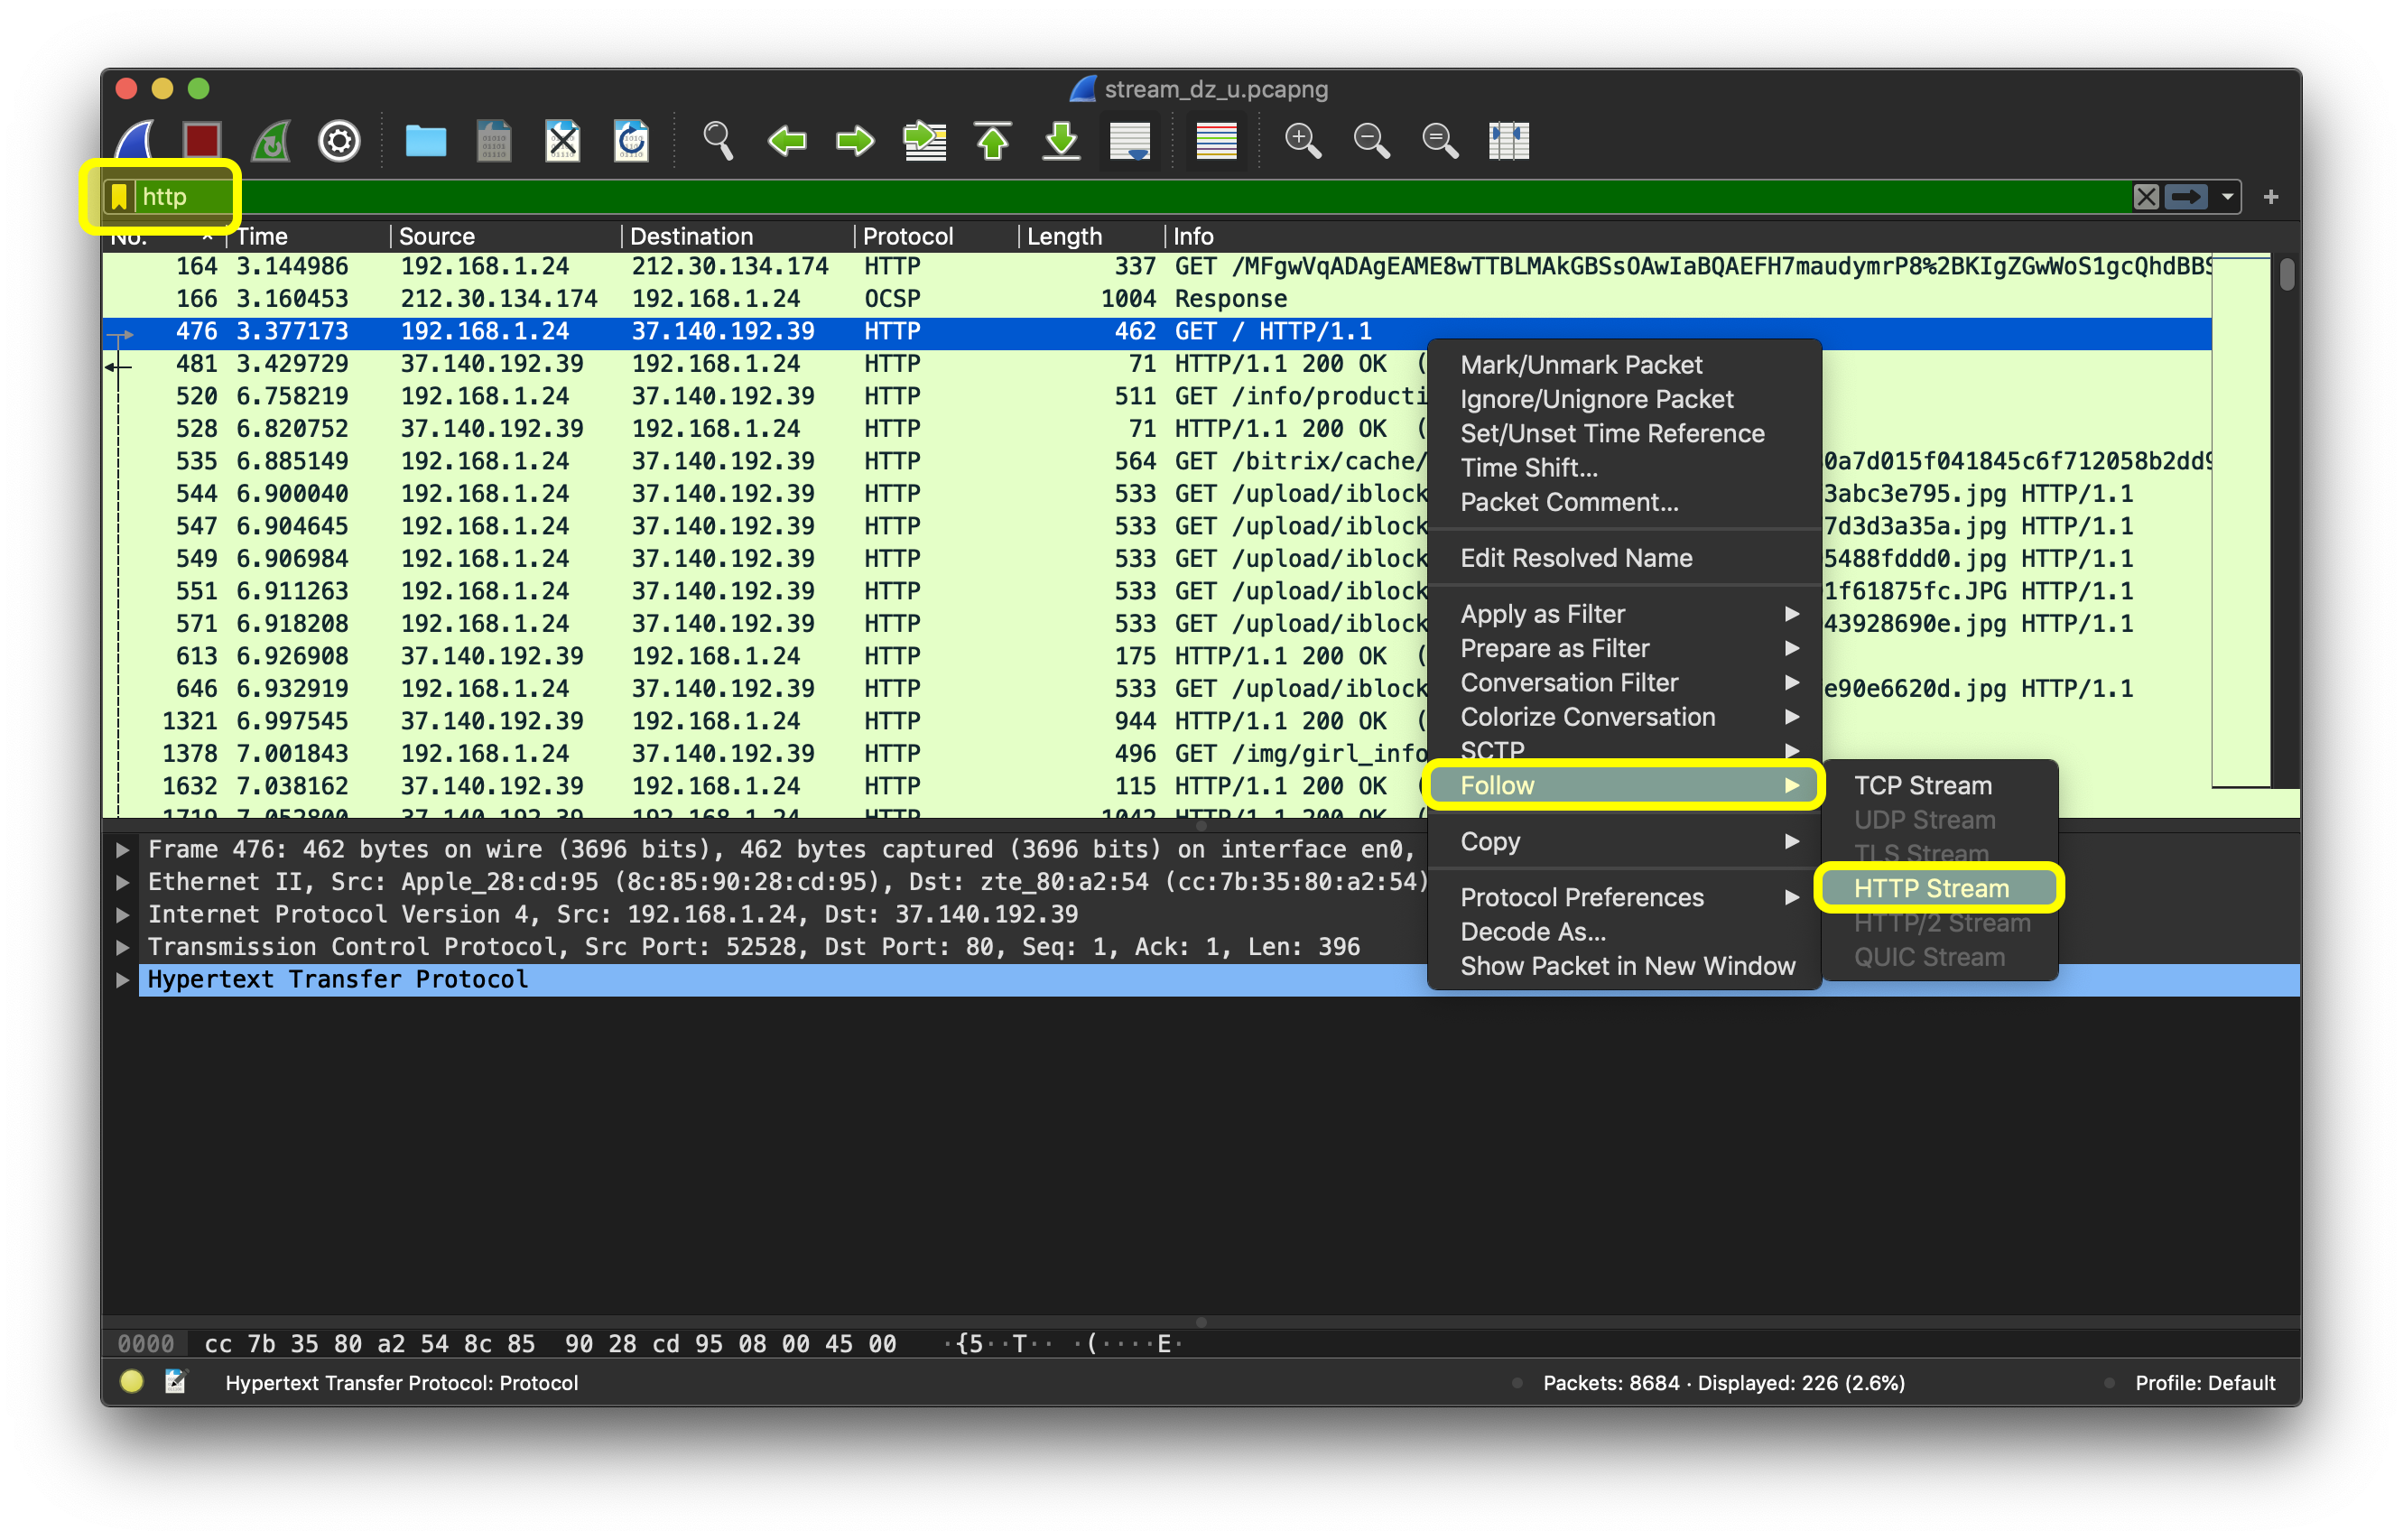 stream_dz_u.pcapng
http
No. Time Source Destination Protocol Length Info
164 3.144986 192.168.1.24 212.30.134.174 HTTP 337 GET /MFgwVqADAgEAME8wTTBLMAkGBSsOAwIaBQAEFH7maudymrP8%2BKIgZGwWoS1gcQhdBBS
166 3.160453 212.30.134.174 192.168.1.24 OCSP 1004 Response
476 3.377173 192.168.1.24 37.140.192.39 HTTP 462 GET / HTTP/1.1
481 3.429729 37.140.192.39 192.168.1.24 HTTP 71 HTTP/1.1 200 OK (
520 6.758219 192.168.1.24 37.140.192.39 HTTP 511 GET /info/producti
528 6.820752 37.140.192.39 192.168.1.24 HTTP 71 HTTP/1.1 200 OK (
535 6.885149 192.168.1.24 37.140.192.39 HTTP 564 GET /bitrix/cache/ 0a7d015f041845c6f712058b2dd9
544 6.900040 192.168.1.24 37.140.192.39 HTTP 533 GET /upload/iblock 3abc3e795.jpg HTTP/1.1
547 6.904645 192.168.1.24 37.140.192.39 HTTP 533 GET /upload/iblock 7d3d3a35a.jpg HTTP/1.1
549 6.906984 192.168.1.24 37.140.192.39 HTTP 533 GET /upload/iblock 5488fddd0.jpg HTTP/1.1
551 6.911263 192.168.1.24 37.140.192.39 HTTP 533 GET /upload/iblock 1f61875fc.JPG HTTP/1.1
571 6.918208 192.168.1.24 37.140.192.39 HTTP 533 GET /upload/iblock 43928690e.jpg HTTP/1.1
613 6.926908 37.140.192.39 192.168.1.24 HTTP 175 HTTP/1.1 200 OK (
646 6.932919 192.168.1.24 37.140.192.39 HTTP 533 GET /upload/iblock e90e6620d.jpg HTTP/1.1
1321 6.997545 37.140.192.39 192.168.1.24 HTTP 944 HTTP/1.1 200 OK (
1378 7.001843 192.168.1.24 37.140.192.39 HTTP 496 GET /img/girl_info
1632 7.038162 37.140.192.39 192.168.1.24 HTTP 115 HTTP/1.1 200 OK (
1719 7.052800 37.140.192.39 192.168.1.24 HTTP 1042 HTTP/1.1 200 OK
Mark/Unmark Packet
Ignore/Unignore Packet
Set/Unset Time Reference
Time Shift...
Packet Comment...
Edit Resolved Name
Apply as Filter
Prepare as Filter
Conversation Filter
Colorize Conversation
SCTP
Follow
Copy
Protocol Preferences
Decode As...
Show Packet in New Window
TCP Stream
UDP Stream
TLS Stream
HTTP Stream
HTTP/2 Stream
QUIC Stream
Frame 476: 462 bytes on wire (3696 bits), 462 bytes captured (3696 bits) on interface en0,
Ethernet II, Src: Apple_28:cd:95 (8c:85:90:28:cd:95), Dst: zte_80:a2:54 (cc:7b:35:80:a2:54)
Internet Protocol Version 4, Src: 192.168.1.24, Dst: 37.140.192.39
Transmission Control Protocol, Src Port: 52528, Dst Port: 80, Seq: 1, Ack: 1, Len: 396
Hypertext Transfer Protocol
0000 cc 7b 35 80 a2 54 8c 85 90 28 cd 95 08 00 45 00 ·{5··T·· ·(····E·
Hypertext Transfer Protocol: Protocol
Packets: 8684 · Displayed: 226 (2.6%)
Profile: Default